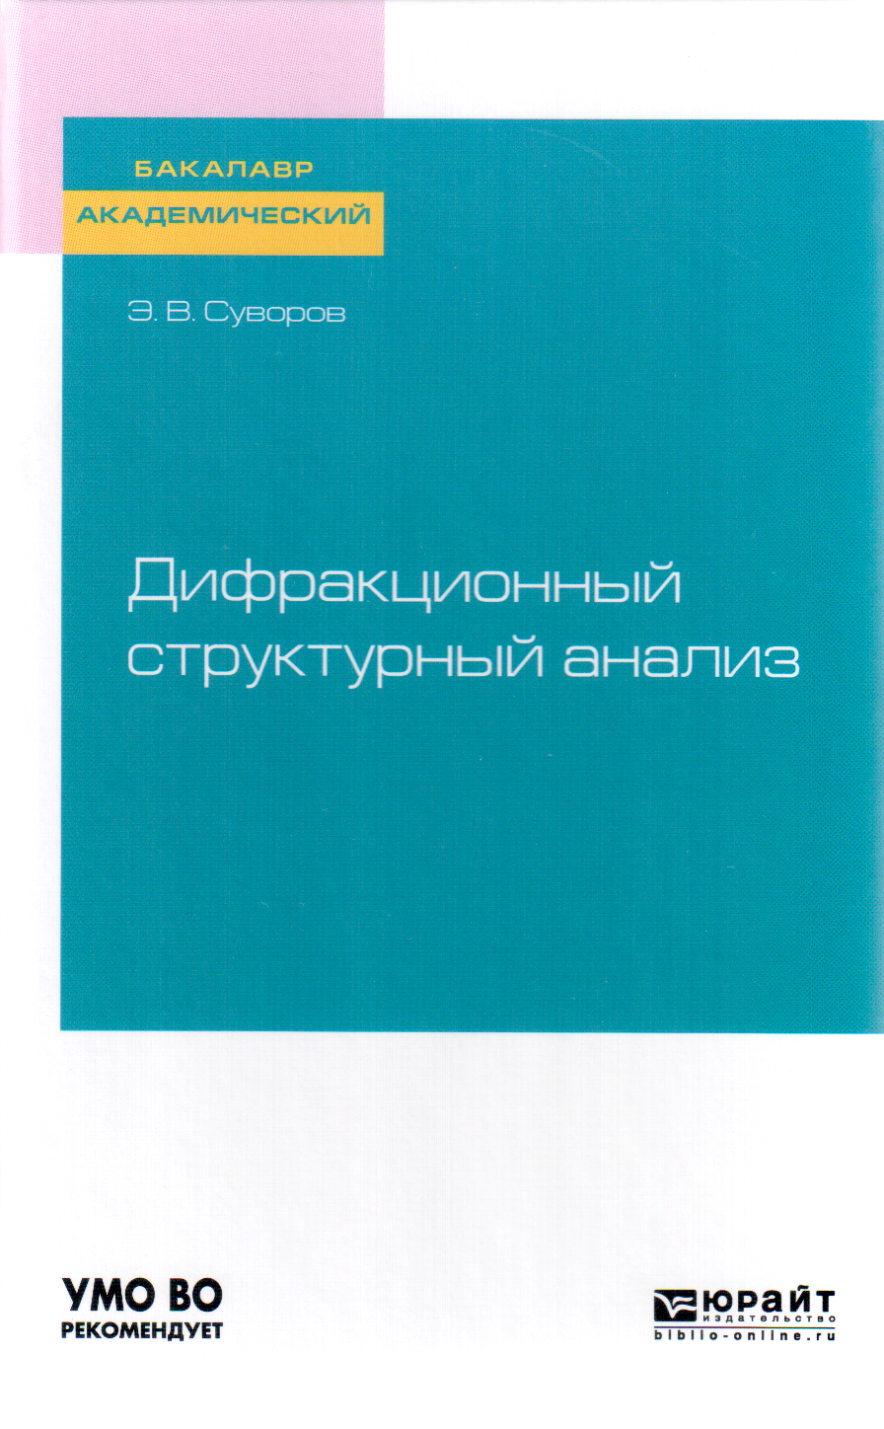 БАКАЛАВР
АКАДЕМИЧЕСКИЙ
Э. В. Суворов
Дифракционный
структурный анализ
УМО ВО
РЕКОМЕНДУЕТ
ЮРАЙТ
издательство
biblio-online.ru